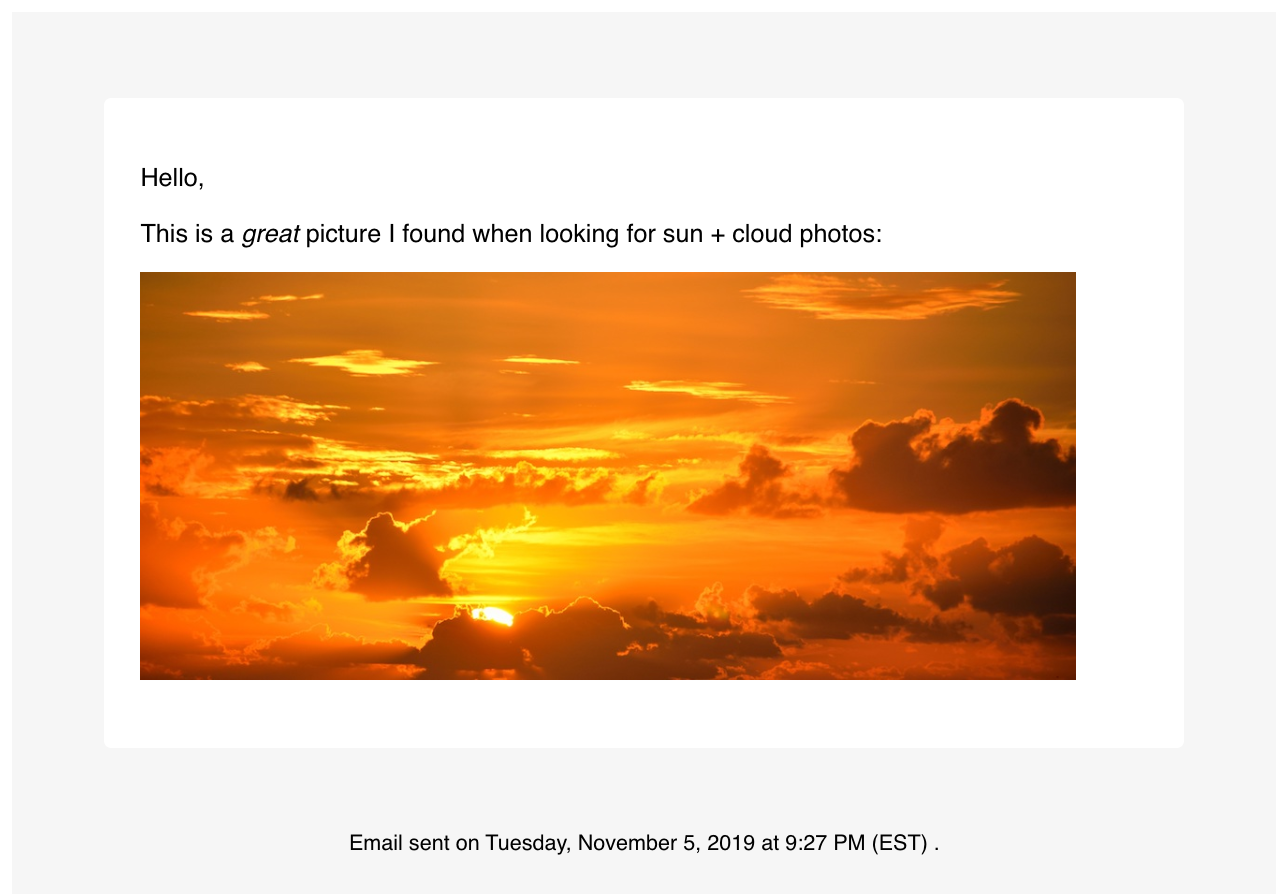 Hello,
This is a great picture I found when looking for sun + cloud photos:
Email sent on Tuesday, November 5, 2019 at 9:27 PM (EST) .